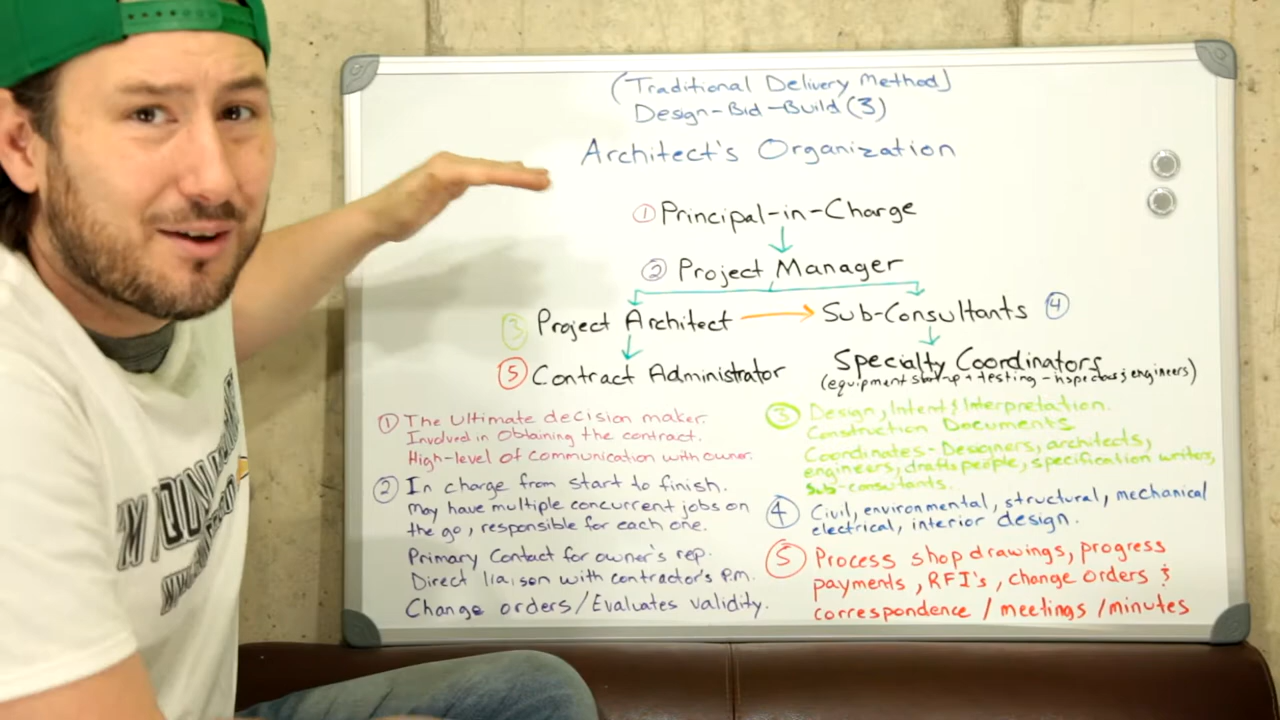 (Traditional Delivery Method)
Design-Bid-Build (3)
Architect's Organization
① Principal-in-Charge
② Project Manager
③ Project Architect → Sub-Consultants ④
⑤ Contract Administrator
Specialty Coordinators
(equipment start-up + testing - hspec engineers)
① The ultimate decision maker.
Involved in obtaining the contract.
High-level of communication with owner.
② In charge from start to finish.
May have multiple concurrent jobs on
the go, responsible for each one.
Primary Contact for owner's rep.
Direct liaison with contractor's p.m.
Change orders/Evaluates validity.
③ Design, Intent & Interpretation.
Construction Documents
Coordinates - Designers, architects,
engineers, draftspeople, specification writers,
sub-consultants.
④ Civil, environmental, structural, mechanical
electrical, interior design.
⑤ Process shop drawings, progress
payments, RFI's, change orders &
correspondence / meetings / minutes